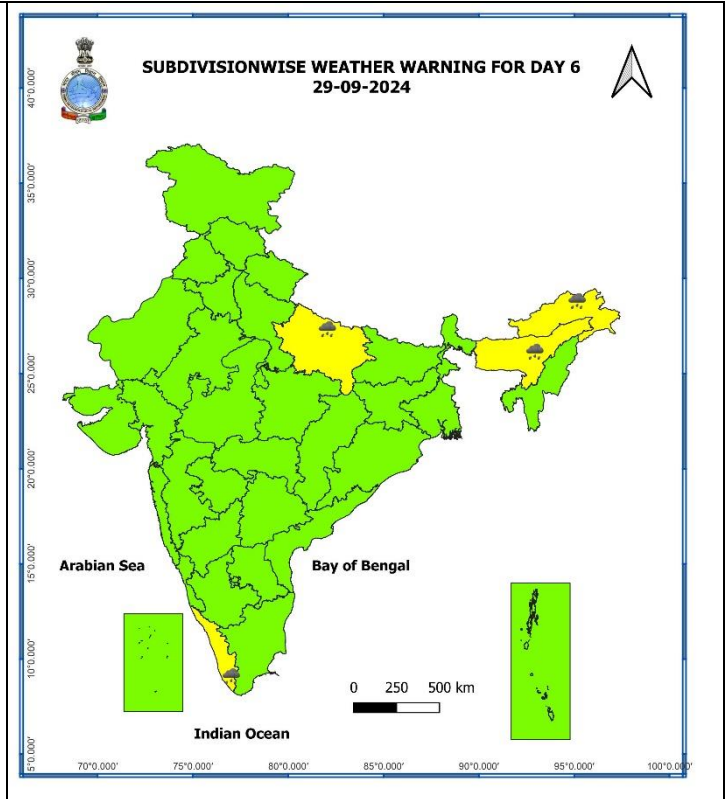 SUBDIVISIONWISE WEATHER WARNING FOR DAY 6
29-09-2024
40°0.000'
35°0.000'
30°0.000'
25°0.000'
20°0.000'
15°0.000'
10°0.000'
5°0.000'
Arabian Sea
Bay of Bengal
0 250 500 km
Indian Ocean
70°0.000' 75°0.000' 80°0.000' 85°0.000' 90°0.000' 95°0.000' 100°0.000'